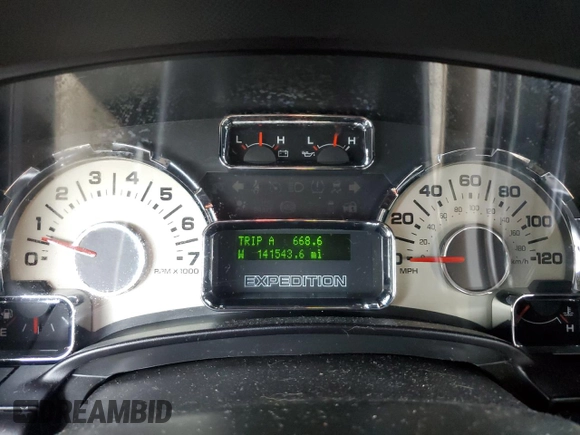 L H
L H
0 1 2 3 4 5 6 7
RPM X 1000
TRIP A 668.6
W 141543.6 mi
EXPEDITION
0 20 40 60 80 100 120
MPH
km/h
E
H
DREAMBID